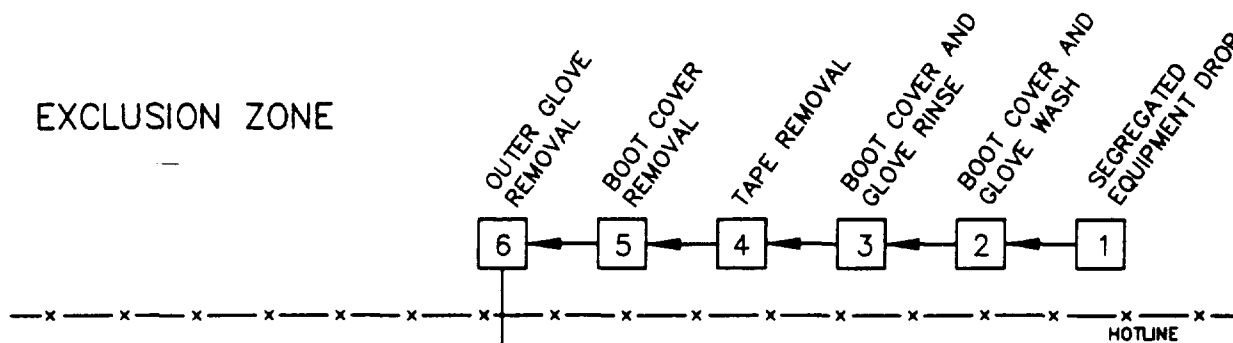 EXCLUSION ZONE
OUTER GLOVE
REMOVAL
BOOT COVER
REMOVAL
TAPE REMOVAL
BOOT COVER AND
GLOVE RINSE
BOOT COVER AND
GLOVE WASH
SEGREGATED
EQUIPMENT DROP
6
5
4
3
2
1
HOTLINE